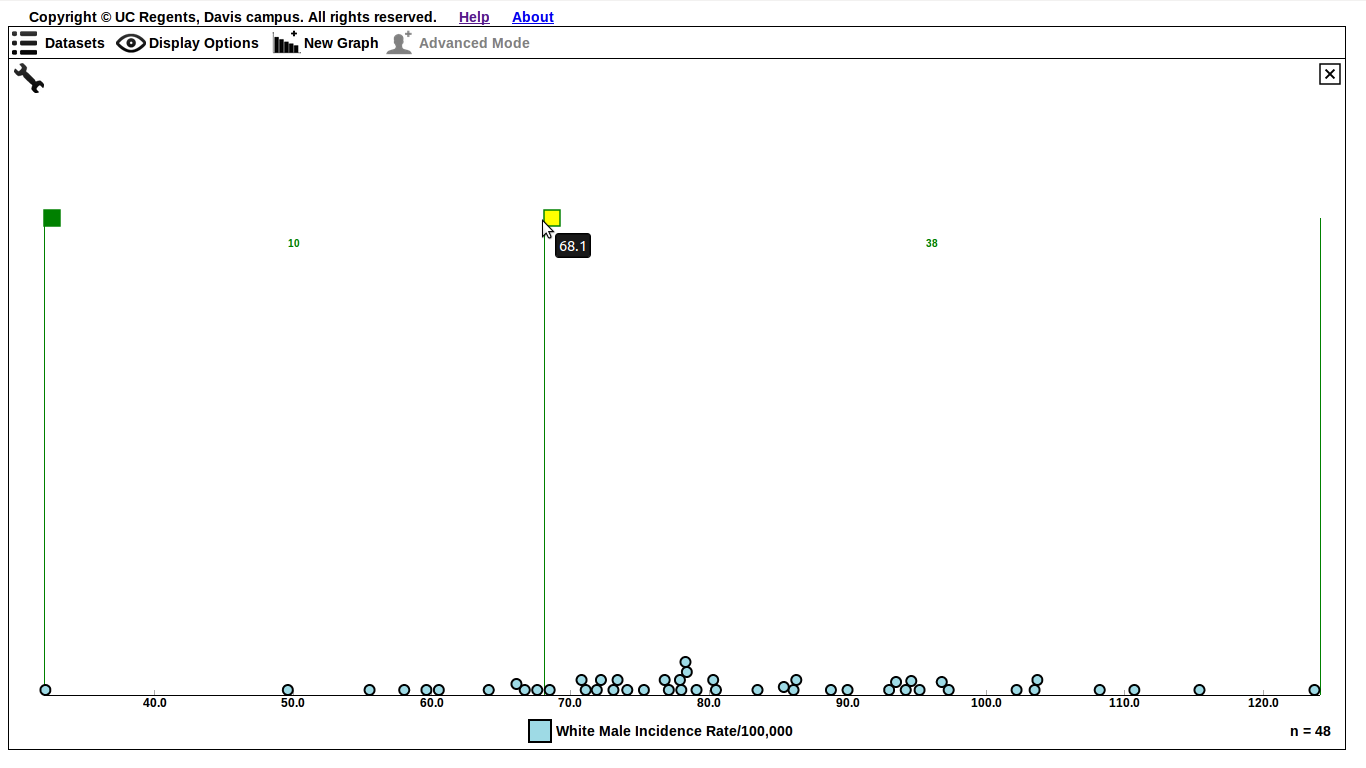 Copyright © UC Regents, Davis campus. All rights reserved. Help About
Datasets Display Options New Graph Advanced Mode
10 38
68.1
40.0 50.0 60.0 70.0 80.0 90.0 100.0 110.0 120.0
White Male Incidence Rate/100,000 n = 48